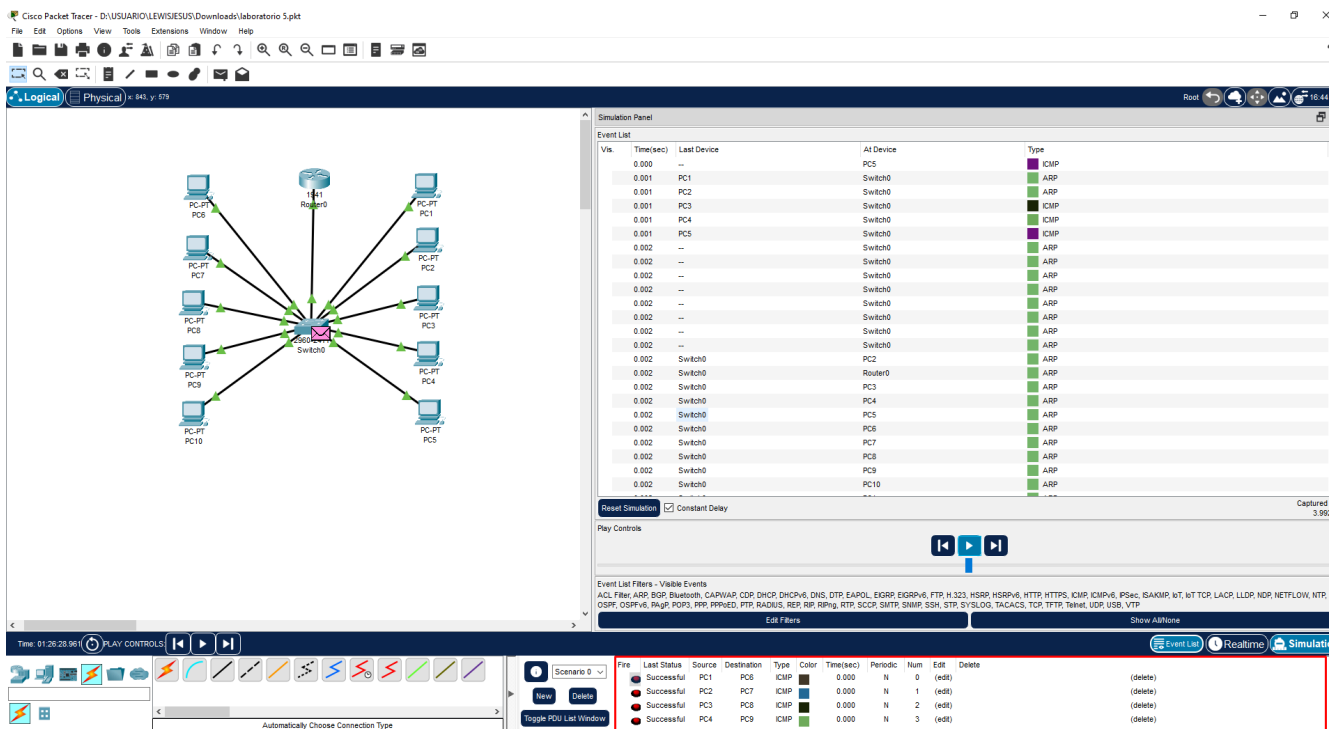 Cisco Packet Tracer - D:\USUARIO\LEWISJESUS\Downloads\laboratorio 5.pkt
File Edit Options View Tools Extensions Window Help
Logical Physical x: 843, y: 579 Root 16:44
Simulation Panel
Event List
Vis. Time(sec) Last Device At Device Type
0.000 -- PC5 ICMP
0.001 PC1 Switch0 ARP
0.001 PC2 Switch0 ARP
0.001 PC3 Switch0 ICMP
0.001 PC4 Switch0 ICMP
0.001 PC5 Switch0 ICMP
0.002 -- Switch0 ARP
0.002 -- Switch0 ARP
0.002 -- Switch0 ARP
0.002 -- Switch0 ARP
0.002 -- Switch0 ARP
0.002 -- Switch0 ARP
0.002 -- Switch0 ARP
0.002 -- Switch0 ARP
0.002 Switch0 PC2 ARP
0.002 Switch0 Router0 ARP
0.002 Switch0 PC3 ARP
0.002 Switch0 PC4 ARP
0.002 Switch0 PC5 ARP
0.002 Switch0 PC6 ARP
0.002 Switch0 PC7 ARP
0.002 Switch0 PC8 ARP
0.002 Switch0 PC9 ARP
0.002 Switch0 PC10 ARP
PC-PT
PC6
1941
Router0
PC-PT
PC1
PC-PT
PC7
PC-PT
PC2
PC-PT
PC8
PC-PT
PC3
Switch0
PC-PT
PC9
PC-PT
PC4
PC-PT
PC10
PC-PT
PC5
Reset Simulation Constant Delay Captured
3.992
Play Controls
Event List Filters - Visible Events
ACL Filter, ARP, BGP, Bluetooth, CAPWAP, CDP, DHCP, DHCPv6, DNS, DTP, EAPOL, EIGRP, EIGRPv6, FTP, H.323, HSRP, HSRPv6, HTTP, HTTPS, ICMP, ICMPv6, IPSec, ISAKMP, IoT, IoT TCP, LACP, LLDP, NDP, NETFLOW, NTP,
OSPF, OSPFv6, PAgP, POP3, PPP, PPPoED, PTP, RADIUS, REP, RIP, RIPng, RTP, SCCP, SMTP, SNMP, SSH, STP, SYSLOG, TACACS, TCP, TFTP, Telnet, UDP, USB, VTP
Edit Filters Show All/None
Time: 01:26:28.961 PLAY CONTROLS: Event List Realtime Simulatio
Scenario 0
New Delete
Toggle PDU List Window
Automatically Choose Connection Type
Fire Last Status Source Destination Type Color Time(sec) Periodic Num Edit Delete
Successful PC1 PC6 ICMP 0.000 N 0 (edit) (delete)
Successful PC2 PC7 ICMP 0.000 N 1 (edit) (delete)
Successful PC3 PC8 ICMP 0.000 N 2 (edit) (delete)
Successful PC4 PC9 ICMP 0.000 N 3 (edit) (delete)